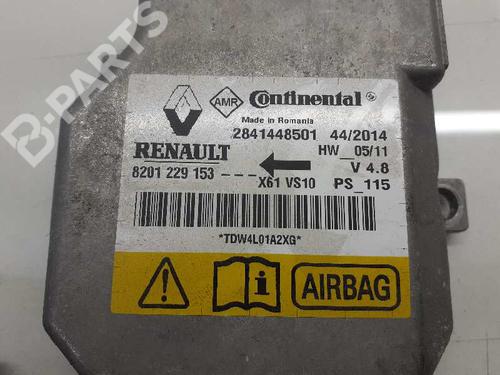 B-PARTS
AMR Continental
Made in Romania
2841448501 44/2014
RENAULT HW__05/11
8201 229 153 _ _ _ _ V 4.8
X61 VS10 PS_115
*TDW4L01A2XG*
AIRBAG